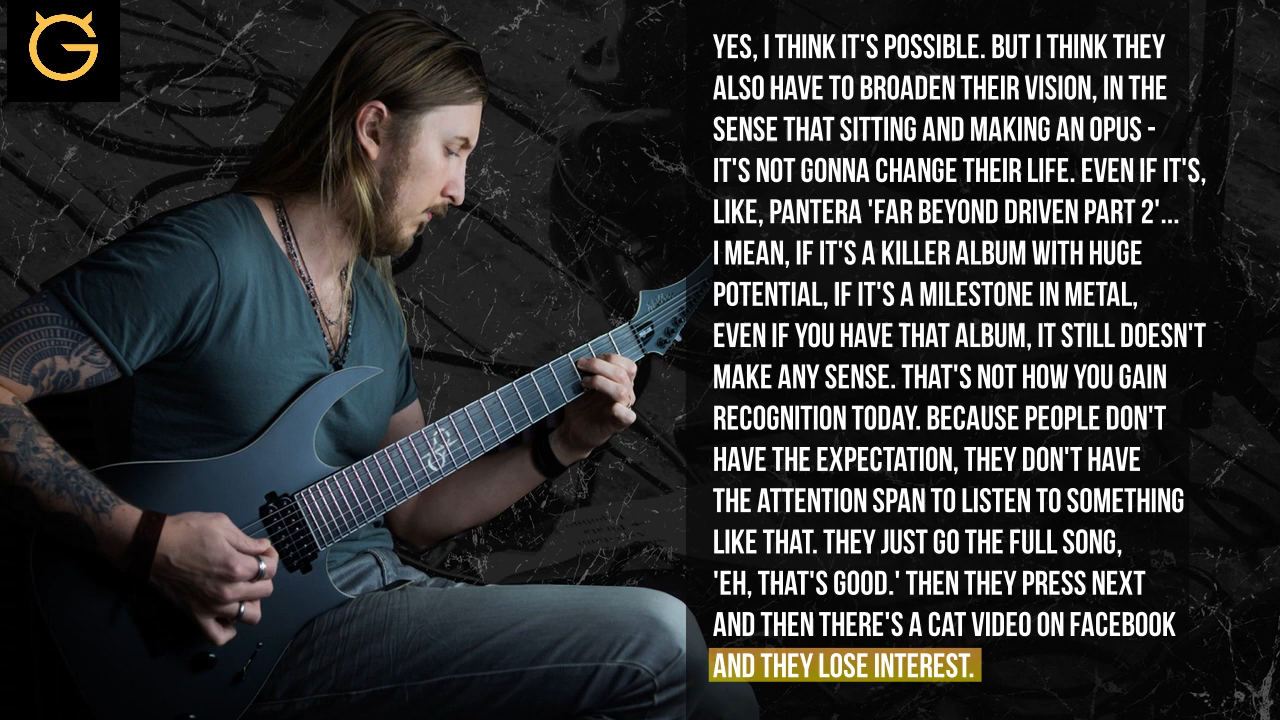 YES, I THINK IT'S POSSIBLE. BUT I THINK THEY
ALSO HAVE TO BROADEN THEIR VISION, IN THE
SENSE THAT SITTING AND MAKING AN OPUS -
IT'S NOT GONNA CHANGE THEIR LIFE. EVEN IF IT'S,
LIKE, PANTERA 'FAR BEYOND DRIVEN PART 2'...
I MEAN, IF IT'S A KILLER ALBUM WITH HUGE
POTENTIAL, IF IT'S A MILESTONE IN METAL,
EVEN IF YOU HAVE THAT ALBUM, IT STILL DOESN'T
MAKE ANY SENSE. THAT'S NOT HOW YOU GAIN
RECOGNITION TODAY. BECAUSE PEOPLE DON'T
HAVE THE EXPECTATION, THEY DON'T HAVE
THE ATTENTION SPAN TO LISTEN TO SOMETHING
LIKE THAT. THEY JUST GO THE FULL SONG,
'EH, THAT'S GOOD.' THEN THEY PRESS NEXT
AND THEN THERE'S A CAT VIDEO ON FACEBOOK
AND THEY LOSE INTEREST.